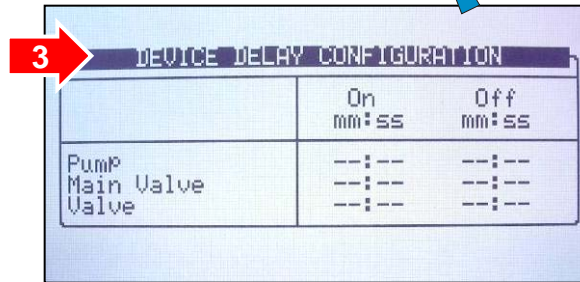 3
DEVICE DELAY CONFIGURATION
On Off
mm:ss mm:ss
Pump --:-- --:--
Main Valve --:-- --:--
Valve --:-- --:--